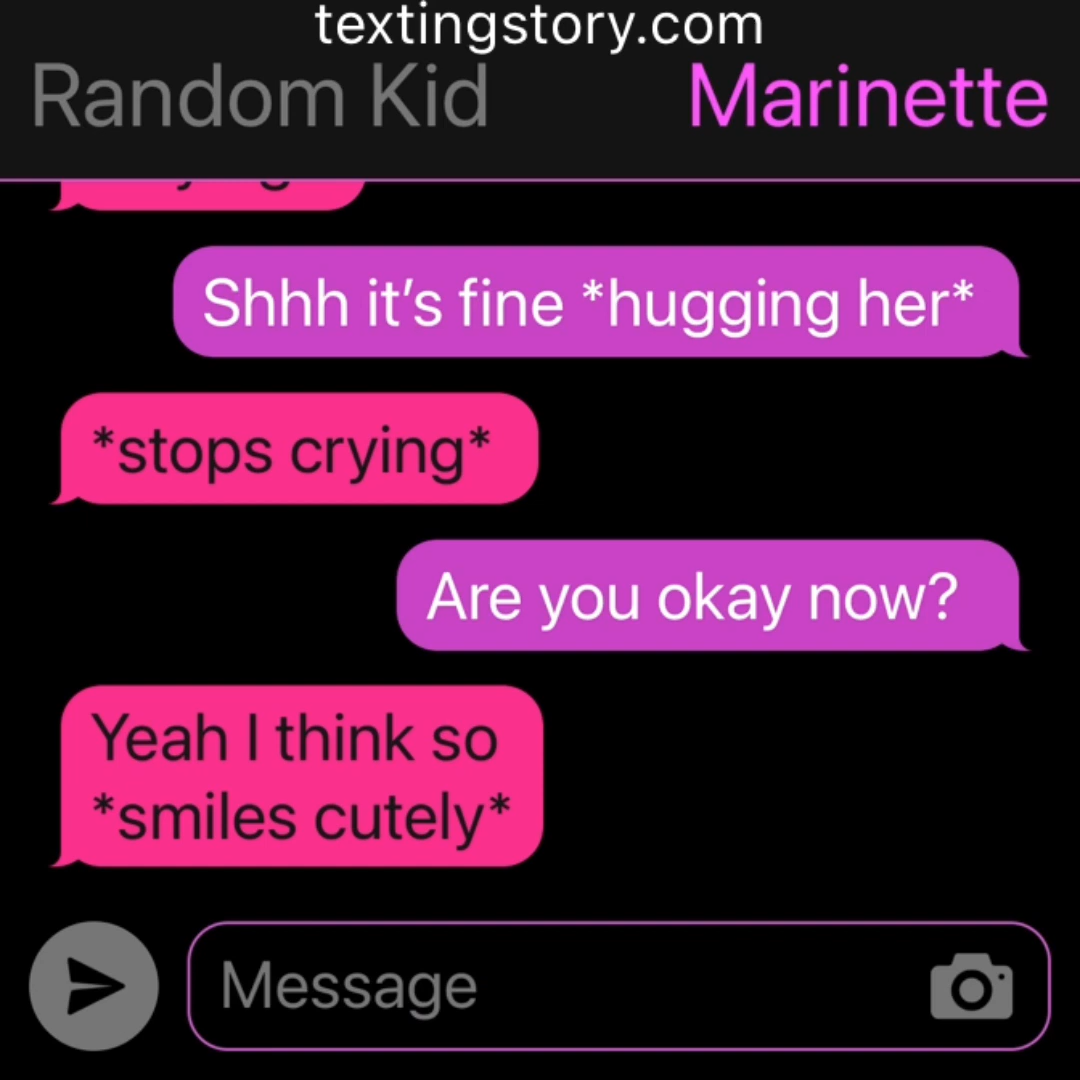 textingstory.com
Random Kid Marinette
Shhh it’s fine *hugging her*
*stops crying*
Are you okay now?
Yeah I think so
*smiles cutely*
Message